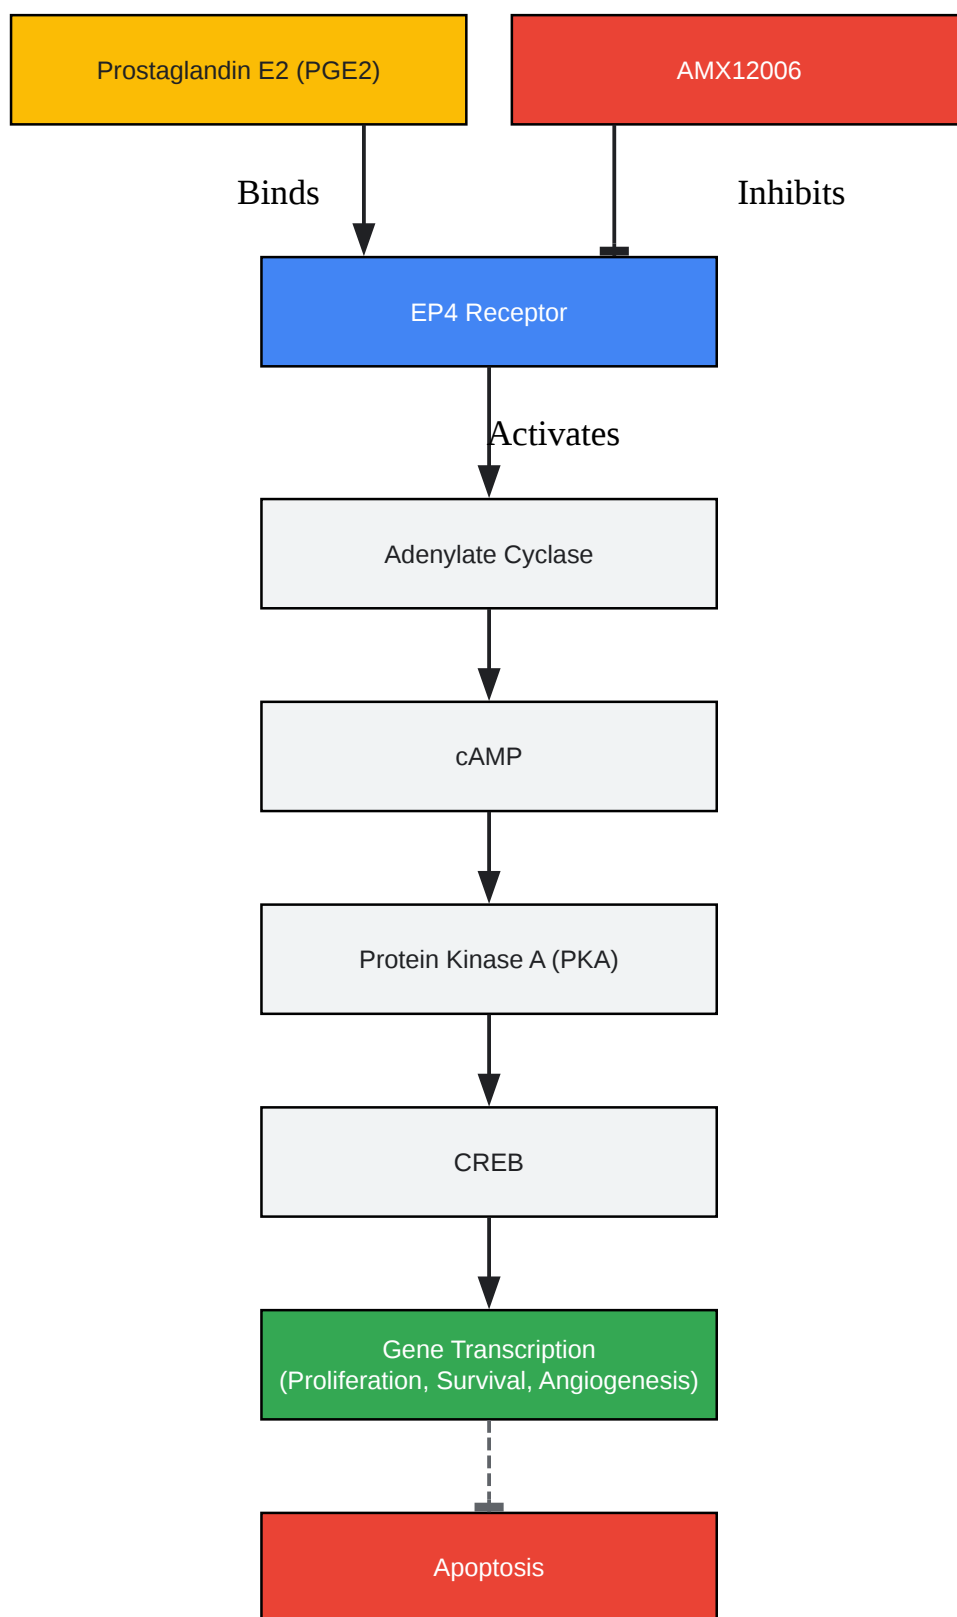 Prostaglandin E2 (PGE2)
AMX12006
Binds
Inhibits
EP4 Receptor
Activates
Adenylate Cyclase
cAMP
Protein Kinase A (PKA)
CREB
Gene Transcription
(Proliferation, Survival, Angiogenesis)
Apoptosis